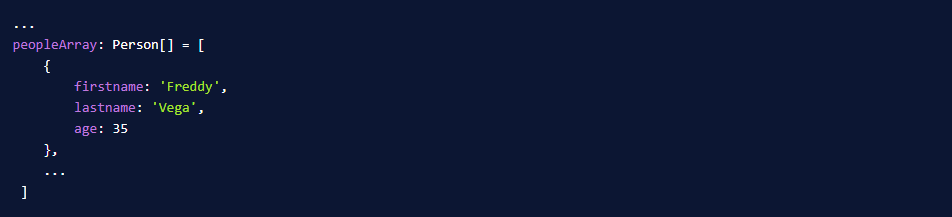 ...
peopleArray: Person[] = [
    {
        firstname: 'Freddy',
        lastname: 'Vega’,
        age: 35
    },
    ...
 ]